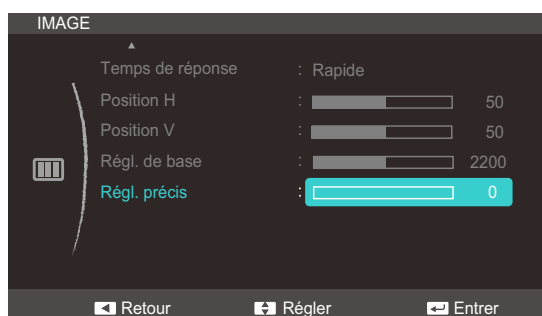 IMAGE
Temps de réponse : Rapide
Position H : 50
Position V : 50
Régl. de base : 2200
Régl. précis : 0
Retour Régler Entrer